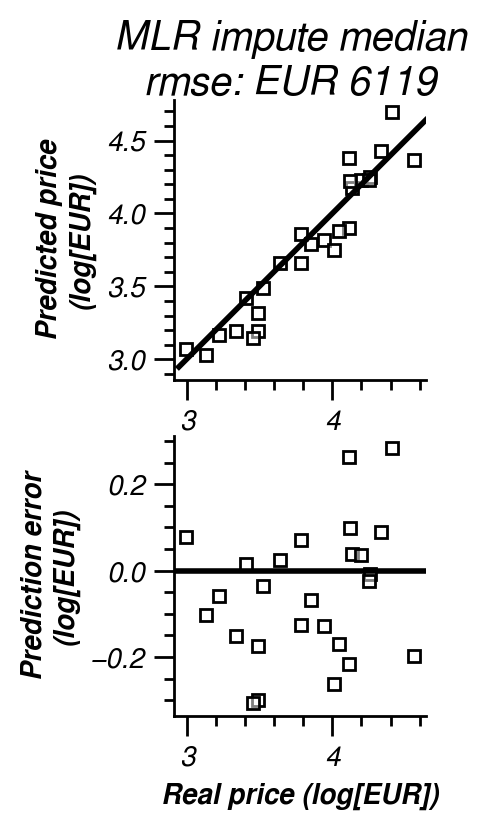 MLR impute median
rmse: EUR 6119
Predicted price
(log[EUR])
4.5
4.0
3.5
3.0
3 4
Prediction error
(log[EUR])
0.2
0.0
−0.2
3 4
Real price (log[EUR])